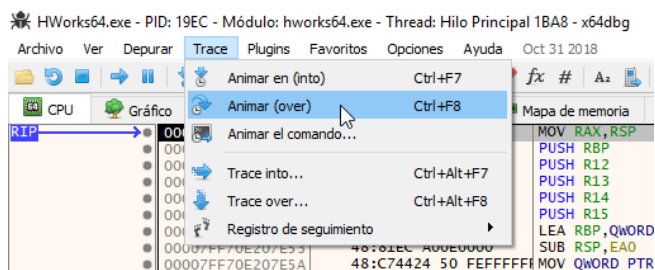 HWorks64.exe - PID: 19EC - Módulo: hworks64.exe - Thread: Hilo Principal 1BA8 - x64dbg
Archivo Ver Depurar Trace Plugins Favoritos Opciones Ayuda Oct 31 2018
Animar en (into) Ctrl+F7 fx # Az
CPU Gráfico Animar (over) Ctrl+F8 Mapa de memoria
RIP Animar el comando... MOV RAX,RSP
PUSH RBP
PUSH R12
Trace into... Ctrl+Alt+F7 PUSH R13
Trace over... Ctrl+Alt+F8 PUSH R14
PUSH R15
Registro de seguimiento LEA RBP,QWORD
00007FF70E207E53 48:81EC A00E0000 SUB RSP,EA0
00007FF70E207E5A 48:C74424 50 FEFFFFFF MOV QWORD PTR